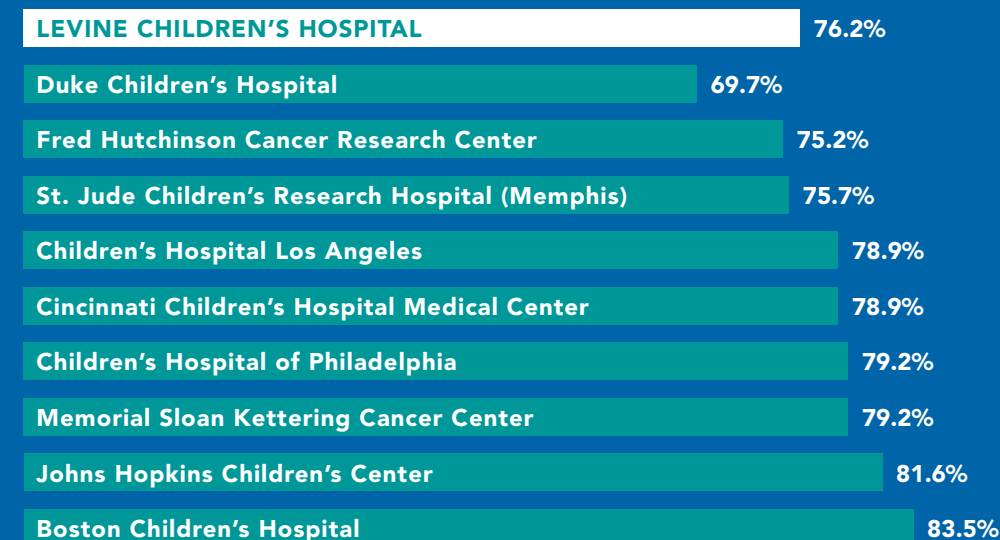 LEVINE CHILDREN’S HOSPITAL 76.2%
Duke Children’s Hospital 69.7%
Fred Hutchinson Cancer Research Center 75.2%
St. Jude Children’s Research Hospital (Memphis) 75.7%
Children’s Hospital Los Angeles 78.9%
Cincinnati Children’s Hospital Medical Center 78.9%
Children’s Hospital of Philadelphia 79.2%
Memorial Sloan Kettering Cancer Center 79.2%
Johns Hopkins Children’s Center 81.6%
Boston Children’s Hospital 83.5%